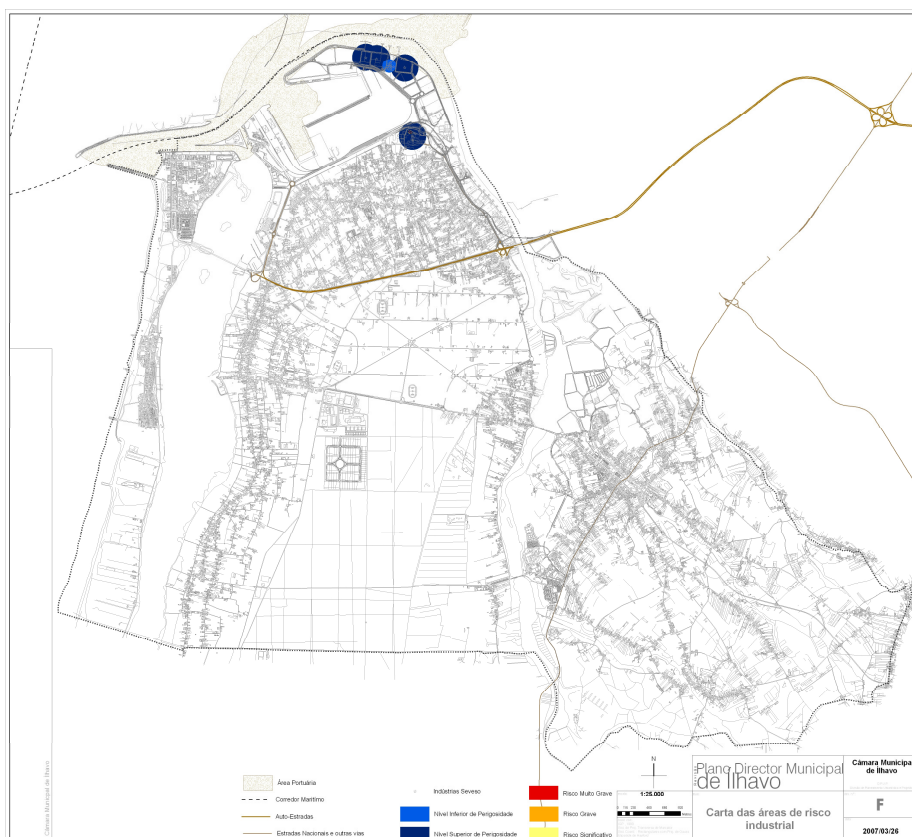 Área Portuária
Corredor Marítimo
Auto-Estradas
Estradas Nacionais e outras vias
Indústrias Seveso
Nível Inferior de Perigosidade
Nível Superior de Perigosidade
Risco Muito Grave
Risco Grave
Risco Significativo
N
1:25.000
Plano Director Municipal
de Ílhavo
Carta das áreas de risco
industrial
Câmara Municipa
de Ílhavo
F
2007/03/26
Câmara Municipal de Ílhavo